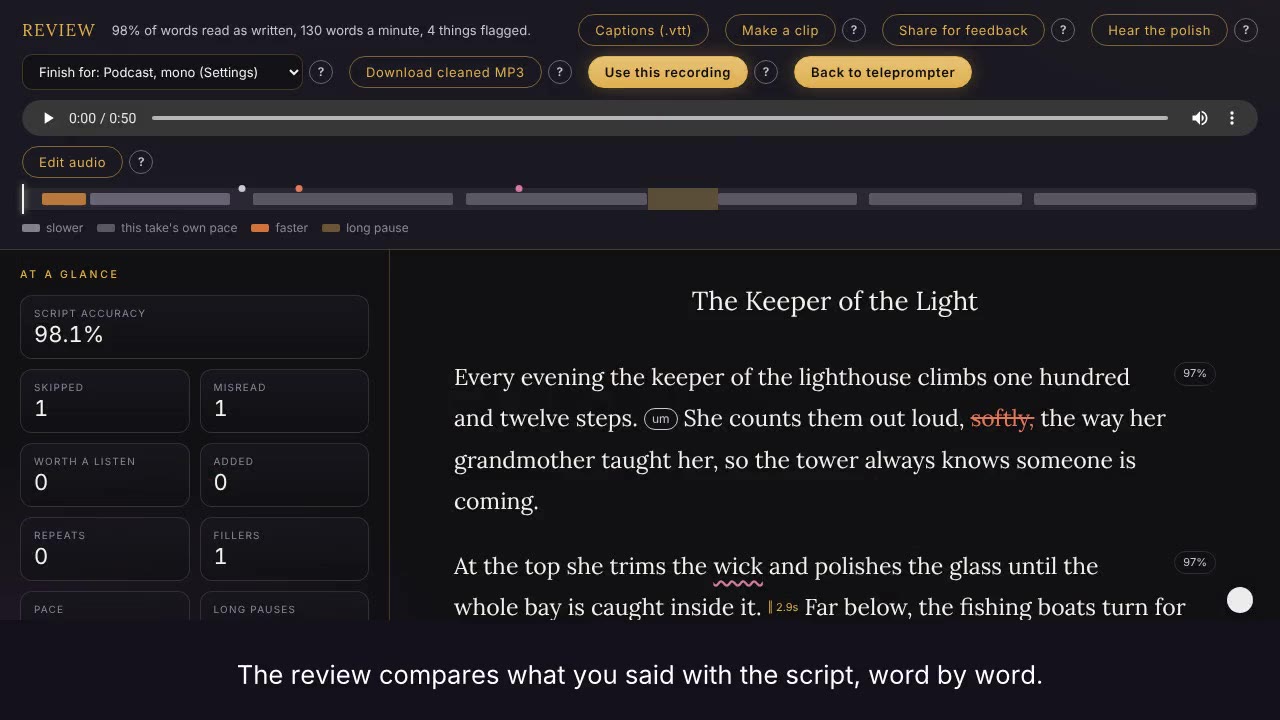 REVIEW 98% of words read as written, 130 words a minute, 4 things flagged. Captions (.vtt) Make a clip ? Share for feedback ? Hear the polish ?
Finish for: Podcast, mono (Settings) ? Download cleaned MP3 ? Use this recording ? Back to teleprompter
0:00 / 0:50
Edit audio ?
slower this take's own pace faster long pause
AT A GLANCE
SCRIPT ACCURACY
98.1%
SKIPPED MISREAD
1 1
WORTH A LISTEN ADDED
0 0
REPEATS FILLERS
0 1
PACE LONG PAUSES
The Keeper of the Light
Every evening the keeper of the lighthouse climbs one hundred 97%
and twelve steps. um She counts them out loud, softly, the way her
grandmother taught her, so the tower always knows someone is
coming.
At the top she trims the wick and polishes the glass until the 97%
whole bay is caught inside it. 2.9s Far below, the fishing boats turn for
The review compares what you said with the script, word by word.